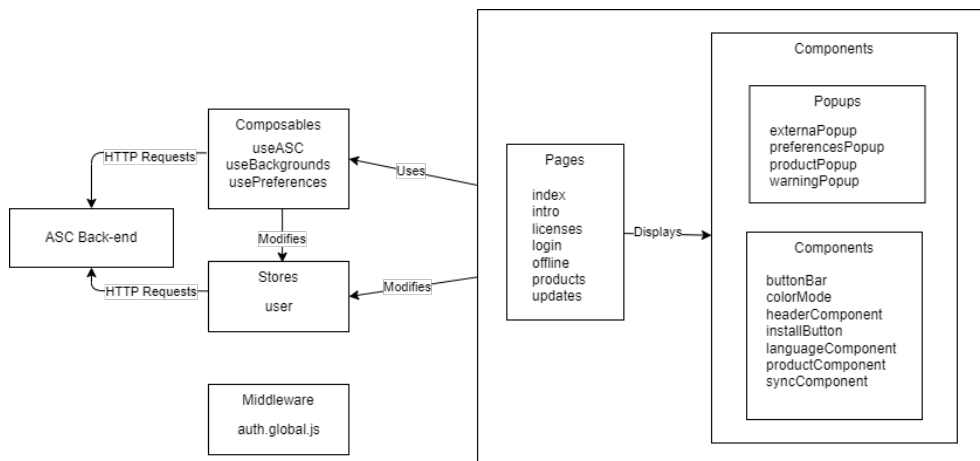 Components
Popups
externaPopup
preferencesPopup
productPopup
warningPopup
Composables
useASC
useBackgrounds
usePreferences
HTTP Requests
Uses
Pages
index
intro
licenses
login
offline
products
updates
Displays
ASC Back-end
Modifies
Components
buttonBar
colorMode
headerComponent
installButton
languageComponent
productComponent
syncComponent
Stores
user
HTTP Requests
Modifies
Middleware
auth.global.js